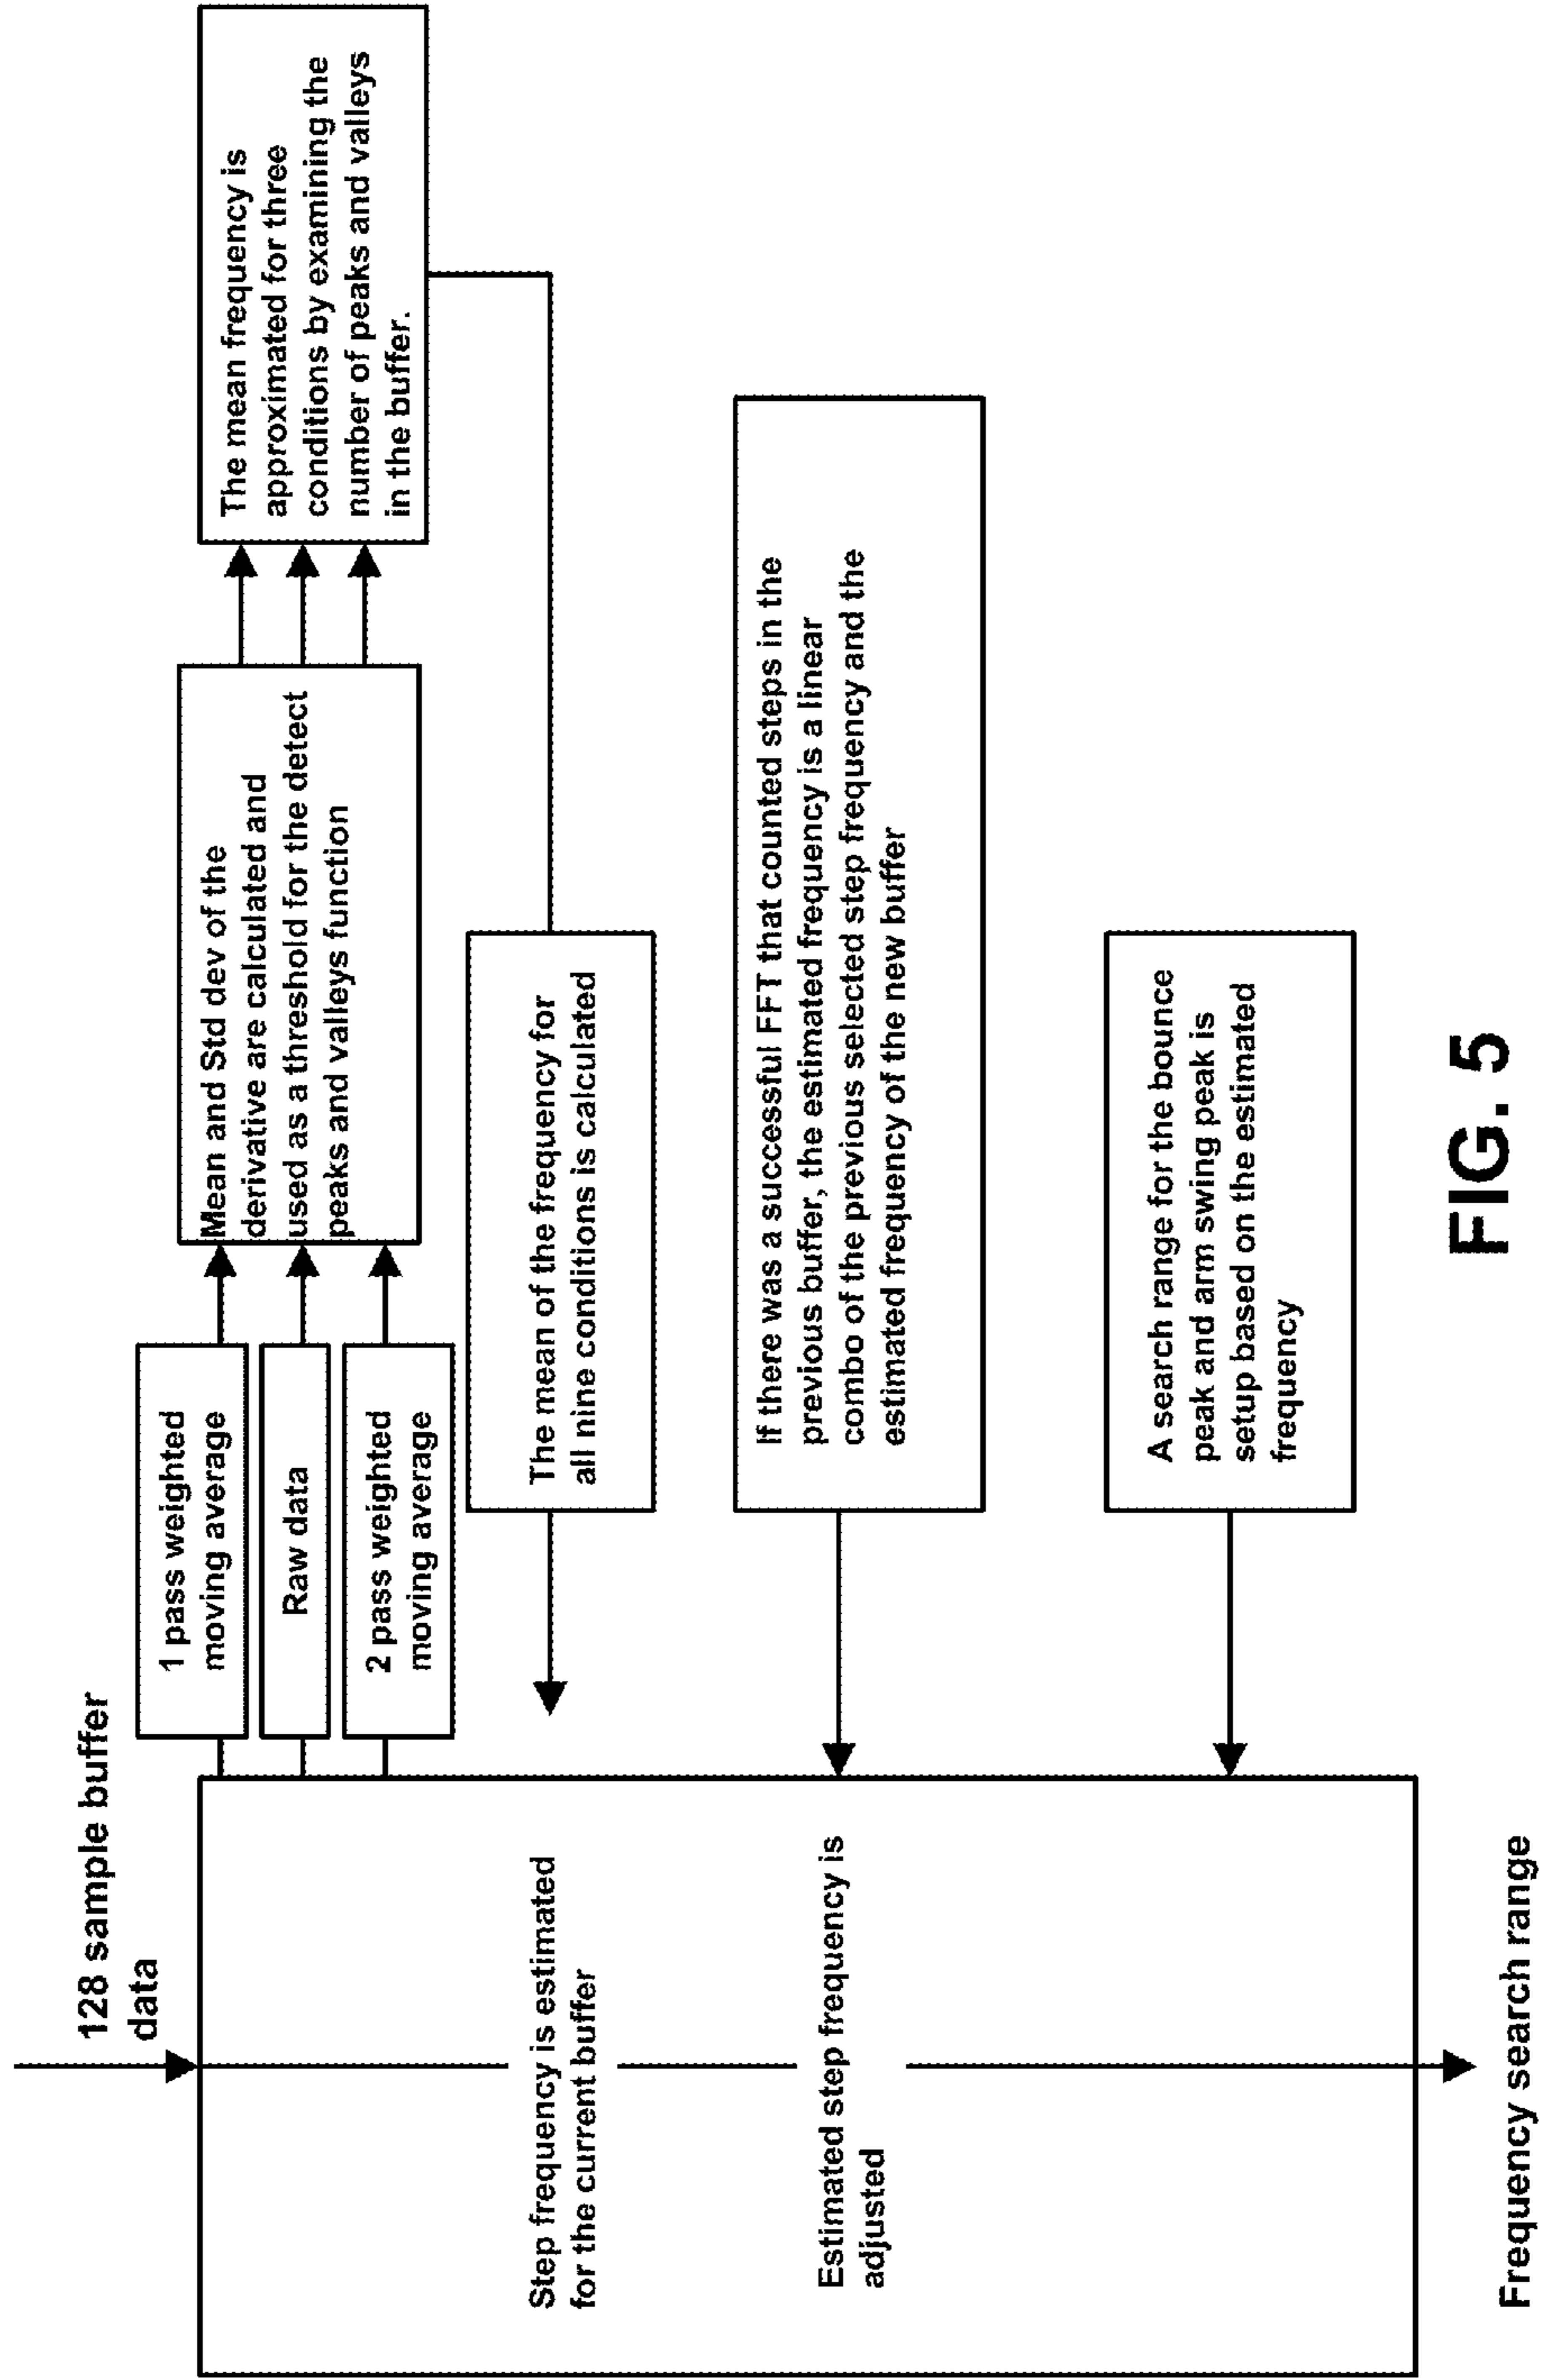 128 sample buffer
data
1 pass weighted
moving average
Raw data
2 pass weighted
moving average
Mean and Std dev of the
derivative are calculated and
used as a threshold for the detect
peaks and valleys function
The mean frequency is
approximated for three
conditions by examining the
number of peaks and valleys
in the buffer.
Step frequency is estimated
for the current buffer
The mean of the frequency for
all nine conditions is calculated
Estimated step frequency is
adjusted
If there was a successful FFT that counted steps in the
previous buffer, the estimated frequency is a linear
combo of the previous selected step frequency and the
estimated frequency of the new buffer
A search range for the bounce
peak and arm swing peak is
setup based on the estimated
frequency
Frequency search range
FIG. 5